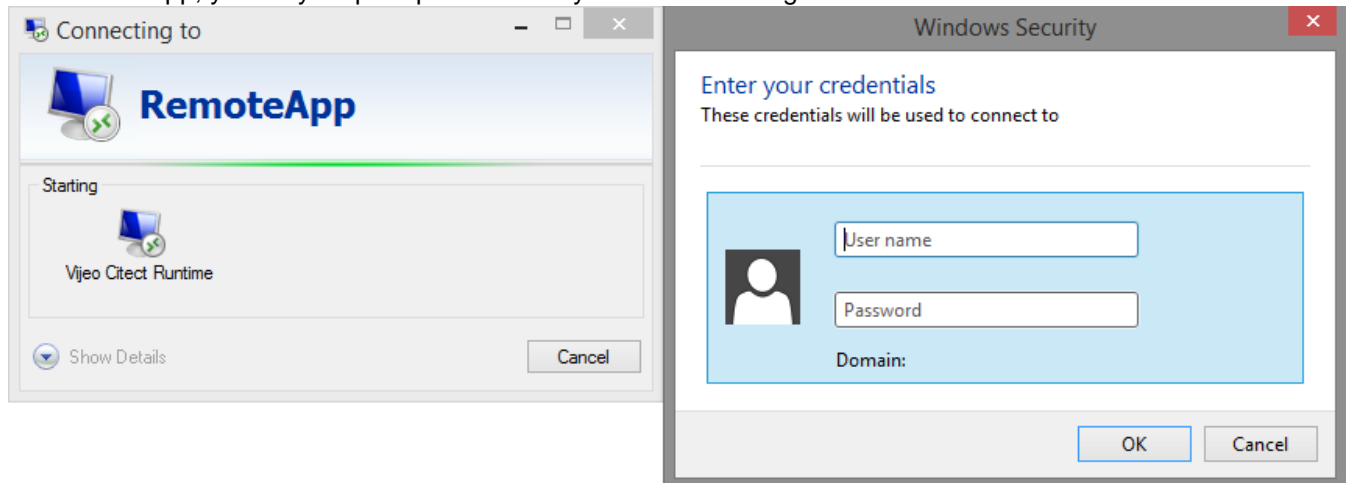 Connecting to
RemoteApp
Starting
Vijeo Citect Runtime
Show Details
Cancel
Windows Security
Enter your credentials
These credentials will be used to connect to
User name
Password
Domain:
OK
Cancel